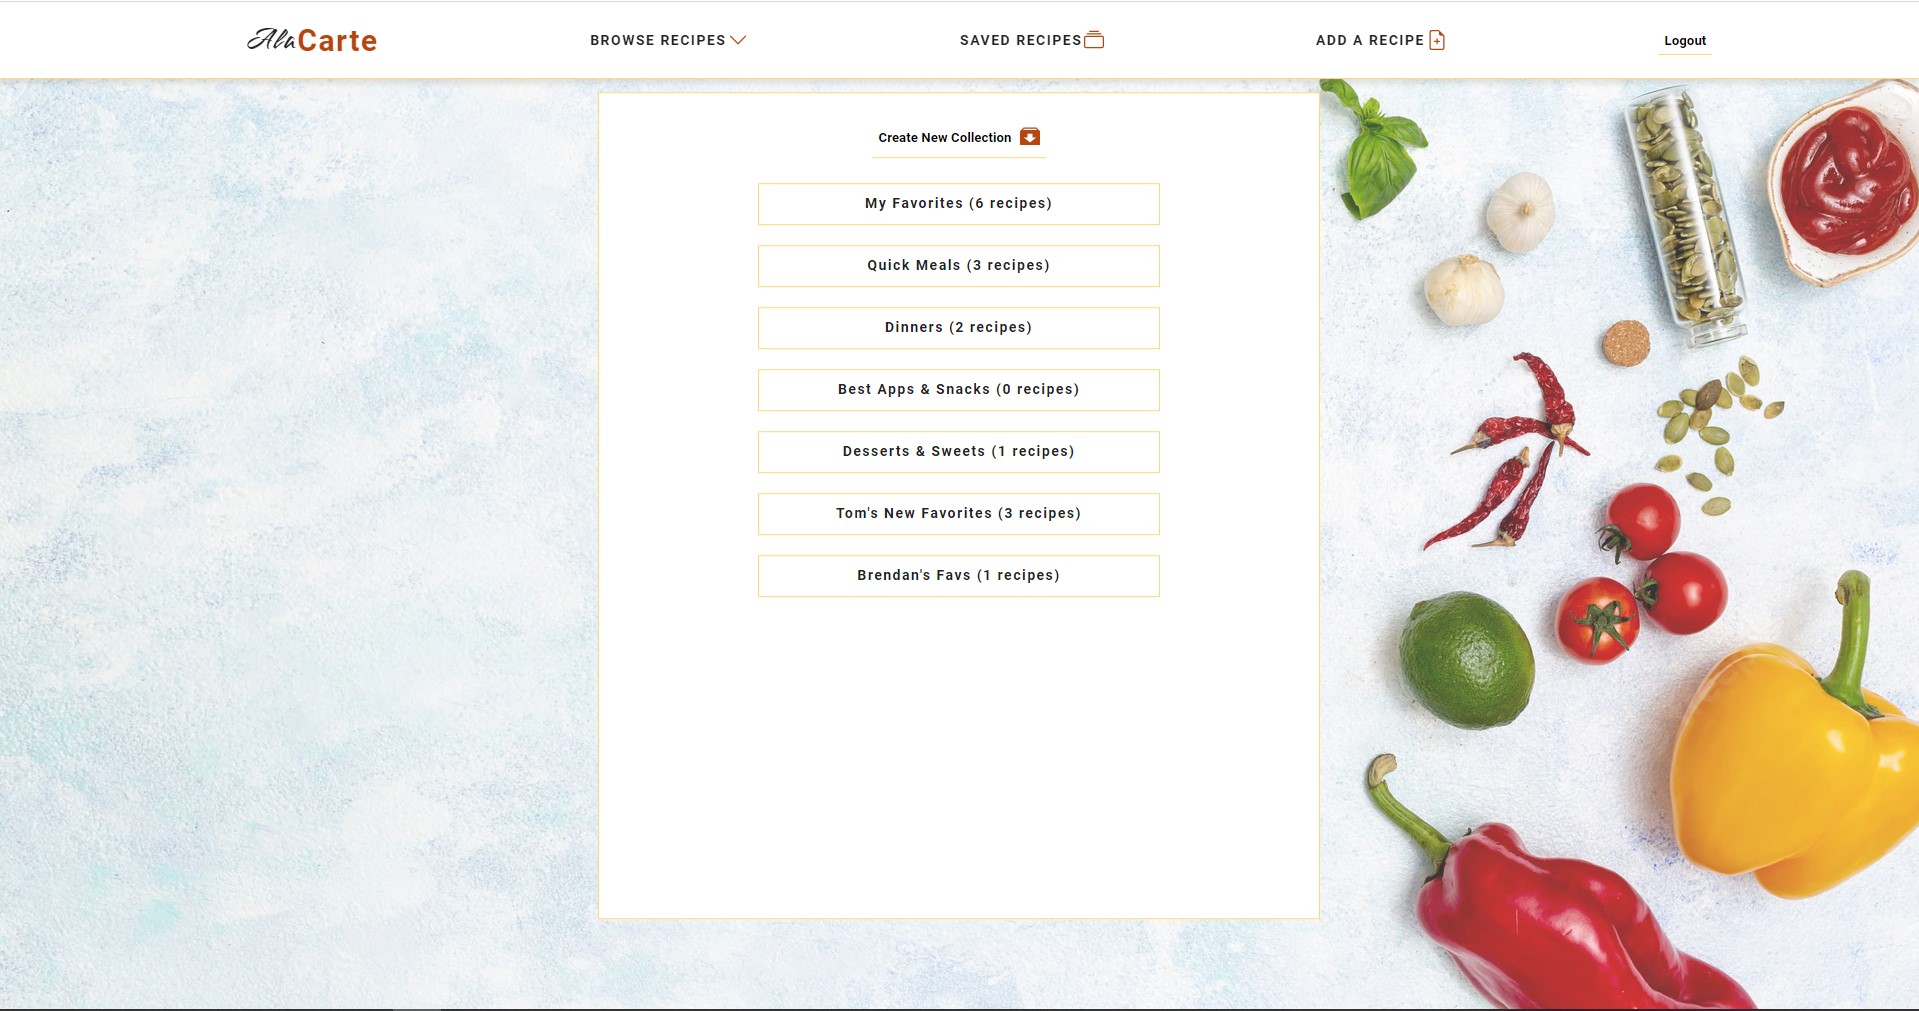 AlaCarte
BROWSE RECIPES
SAVED RECIPES
ADD A RECIPE
Logout
Create New Collection
My Favorites (6 recipes)
Quick Meals (3 recipes)
Dinners (2 recipes)
Best Apps & Snacks (0 recipes)
Desserts & Sweets (1 recipes)
Tom's New Favorites (3 recipes)
Brendan's Favs (1 recipes)